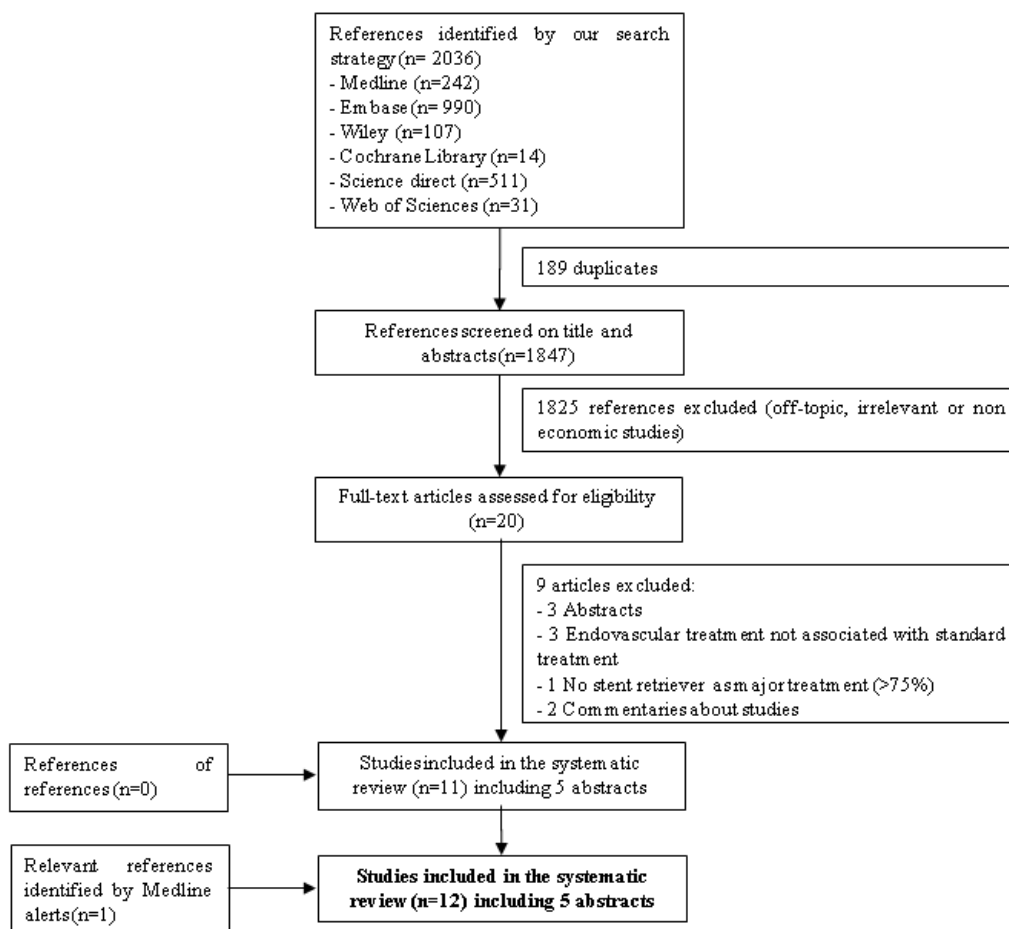 References identified by our search
strategy (n= 2036)
- Medline (n=242)
- Embase (n= 990)
- Wiley (n=107)
- Cochrane Library (n=14)
- Science direct (n=511)
- Web of Sciences (n=31)
189 duplicates
References screened on title and
abstracts (n=1847)
1825 references excluded (off-topic, irrelevant or non
economic studies)
Full-text articles assessed for eligibility
(n=20)
9 articles excluded:
- 3 Abstracts
- 3 Endovascular treatment not associated with standard
treatment
- 1 No stent retriever as major treatment (>75%)
- 2 Commentaries about studies
References of
references (n=0)
Studies included in the systematic
review (n=11) including 5 abstracts
Relevant references
identified by Medline
alerts (n=1)
Studies included in the systematic
review (n=12) including 5 abstracts